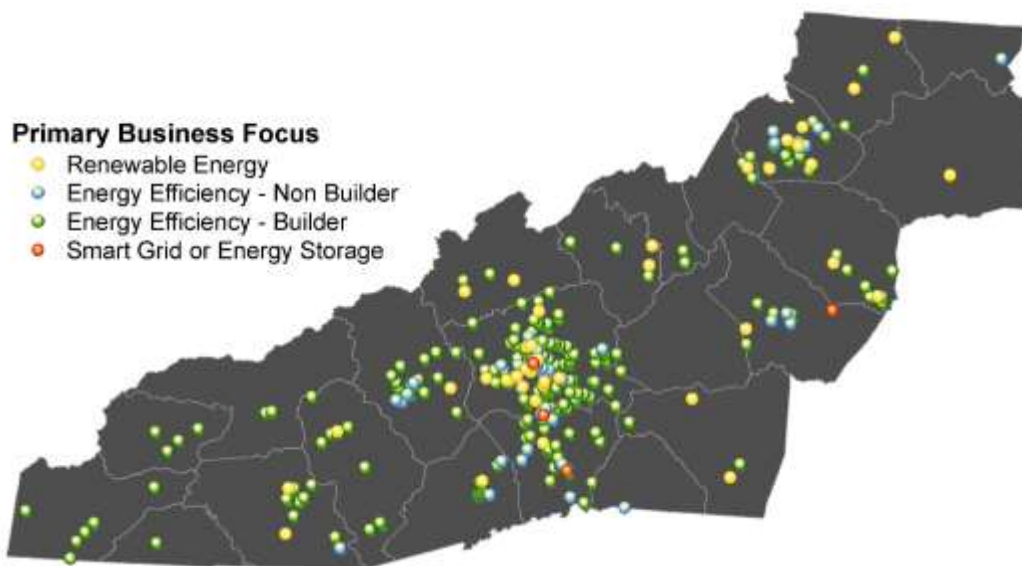 Primary Business Focus
Renewable Energy
Energy Efficiency - Non Builder
Energy Efficiency - Builder
Smart Grid or Energy Storage